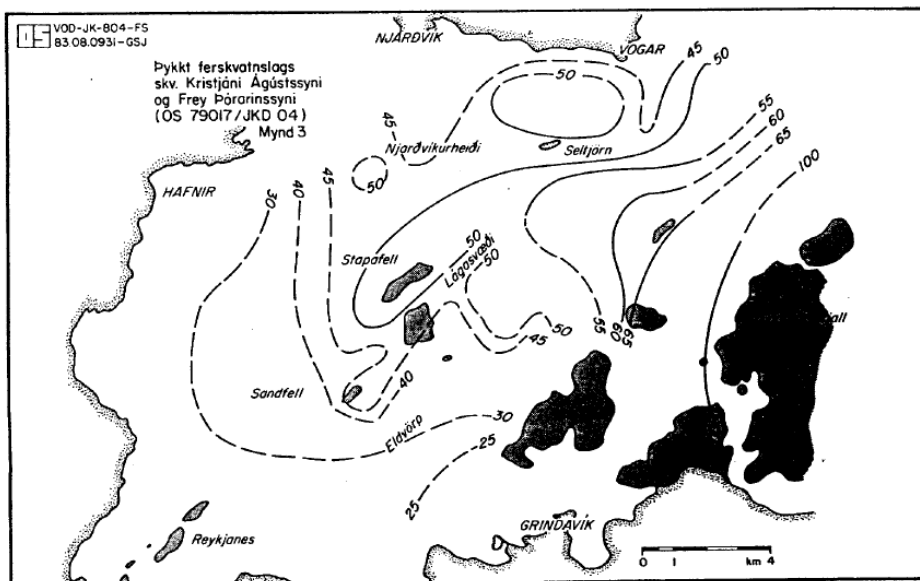 OS VOD-JK-804-FS
83.08.0931-GSJ
Þykkt ferskvatnslags
skv. Kristjáni Ágústssyni
og Frey Þórarinssyni
(OS 79017/JKD 04)
Mynd 3
NJARÐVÍK
VOGAR
45
50
50
45
55
60
65
Njarðvíkurheiði
Seltjörn
50
100
HAFNIR
30
40
45
Stapafell
Lágasvæði
50
50
55
60
65
50
45
40
Sandfell
Eldvörp
30
25
25
Reykjanes
GRINDAVÍK
0 1 km 4